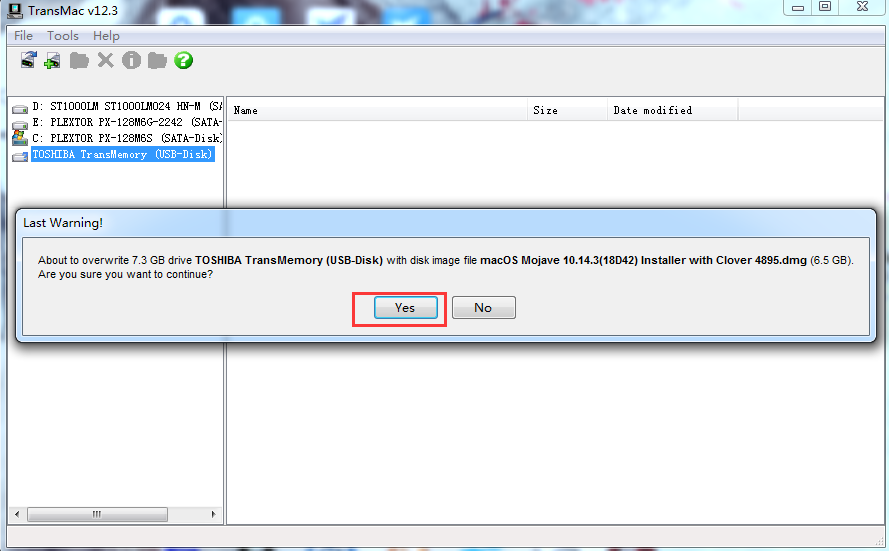 TransMac v12.3
File Tools Help
Name Size Date modified
D: ST1000LM ST1000LM024 HN-M (SA
E: PLEXTOR PX-128M6G-2242 (SATA-
C: PLEXTOR PX-128M6S (SATA-Disk)
TOSHIBA TransMemory (USB-Disk)
Last Warning!
About to overwrite 7.3 GB drive TOSHIBA TransMemory (USB-Disk) with disk image file macOS Mojave 10.14.3(18D42) Installer with Clover 4895.dmg (6.5 GB).
Are you sure you want to continue?
Yes No